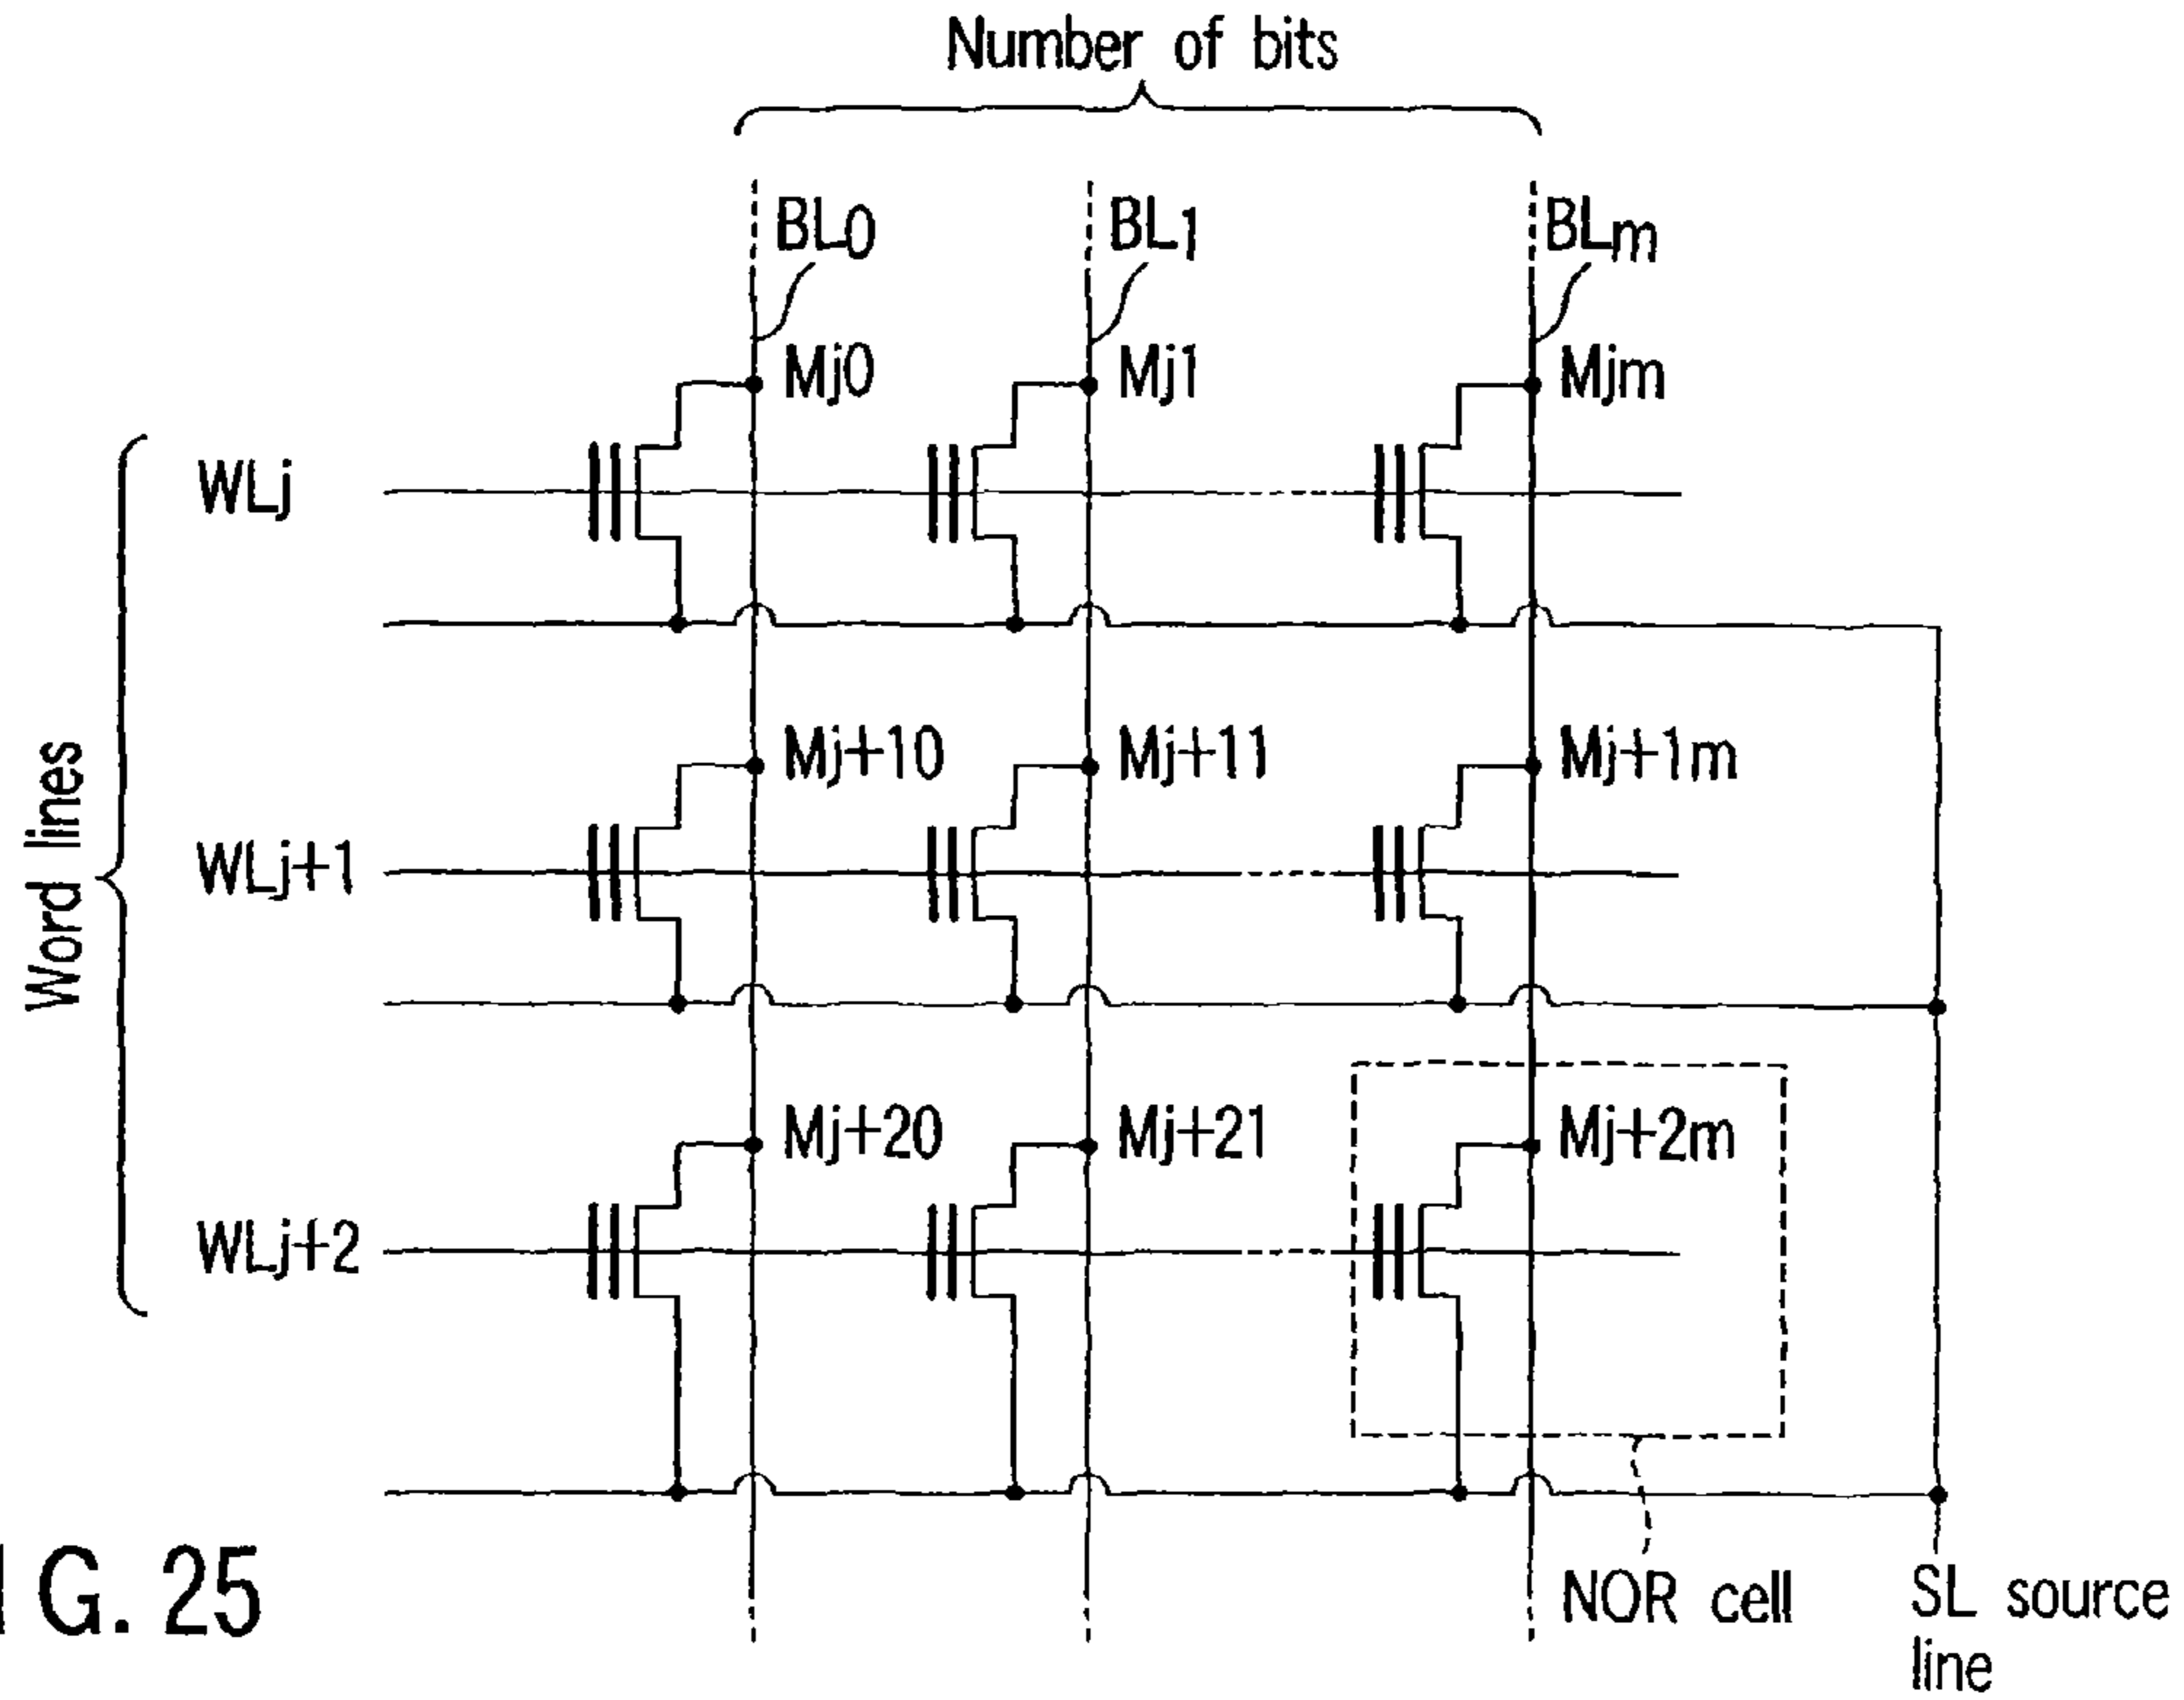 Number of bits
BL0 BL1 BLm
Mj0 Mj1 Mjm
WLj
Mj+10 Mj+11 Mj+1m
Word lines
WLj+1
Mj+20 Mj+21 Mj+2m
WLj+2
NOR cell
SL source
line
G. 25